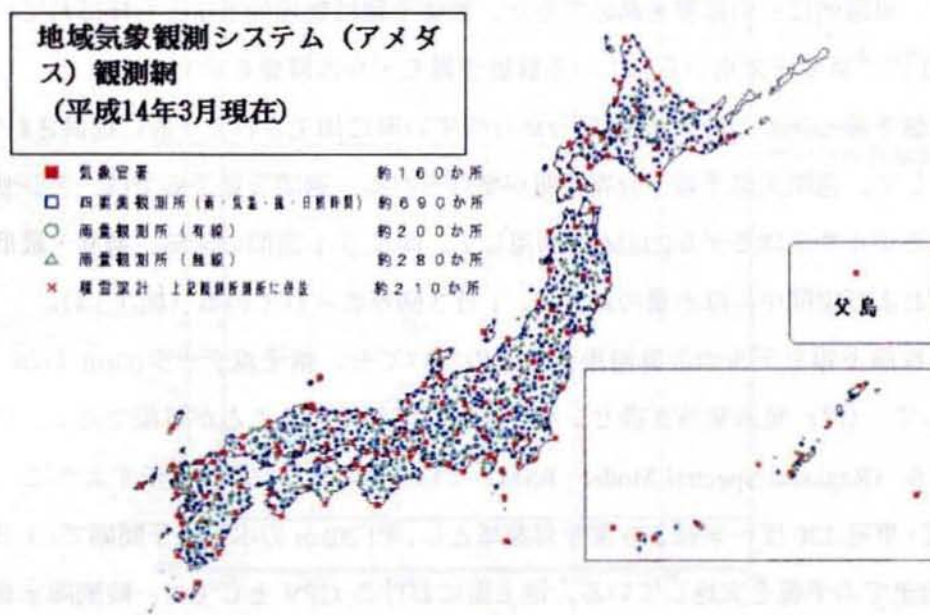 地域気象観測システム（アメダ
ス）観測網
（平成14年3月現在）
気象官署 約160か所
四要素観測所（雨・気温・風・日照時間） 約690か所
雨量観測所（有線） 約200か所
雨量観測所（無線） 約280か所
積雪深計 上記観測所に併設 約210か所
父島